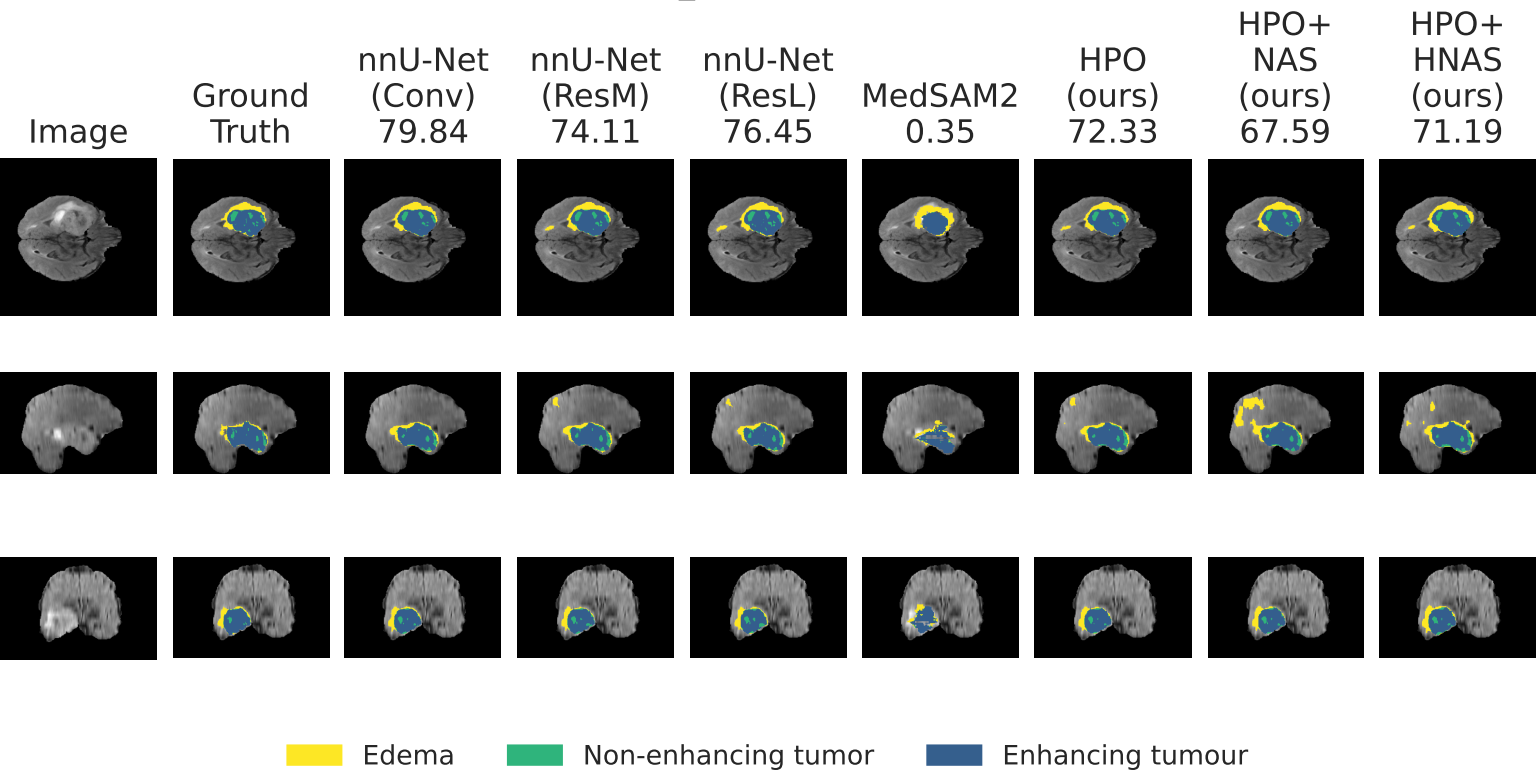 Image
Ground
Truth
nnU-Net
(Conv)
79.84
nnU-Net
(ResM)
74.11
nnU-Net
(ResL)
76.45
MedSAM2
0.35
HPO
(ours)
72.33
HPO+
NAS
(ours)
67.59
HPO+
HNAS
(ours)
71.19
Edema
Non-enhancing tumor
Enhancing tumour